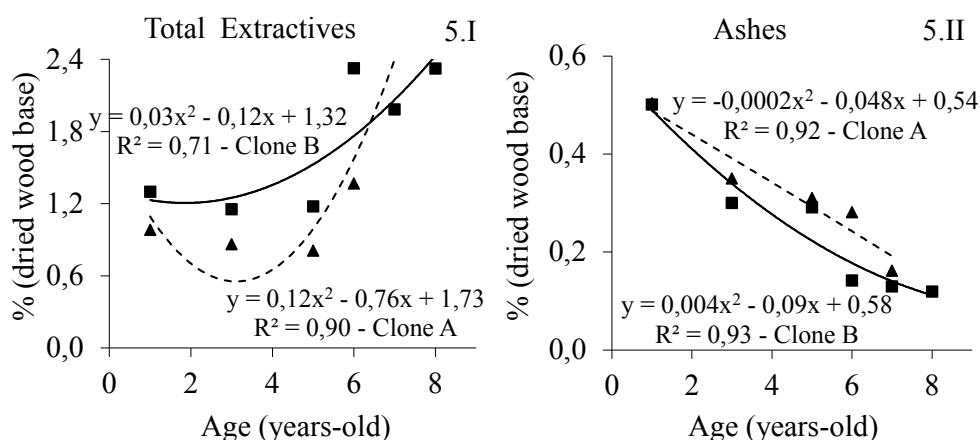 Total Extractives 5.I
2,4
1,8
1,2
0,6
0,0
% (dried wood base)
y = 0,03x² - 0,12x + 1,32
R² = 0,71 - Clone B
y = 0,12x² - 0,76x + 1,73
R² = 0,90 - Clone A
0 2 4 6 8
Age (years-old)
Ashes 5.II
0,6
0,4
0,2
0,0
% (dried wood base)
y = -0,0002x² - 0,048x + 0,54
R² = 0,92 - Clone A
y = 0,004x² - 0,09x + 0,58
R² = 0,93 - Clone B
0 2 4 6 8
Age (years-old)